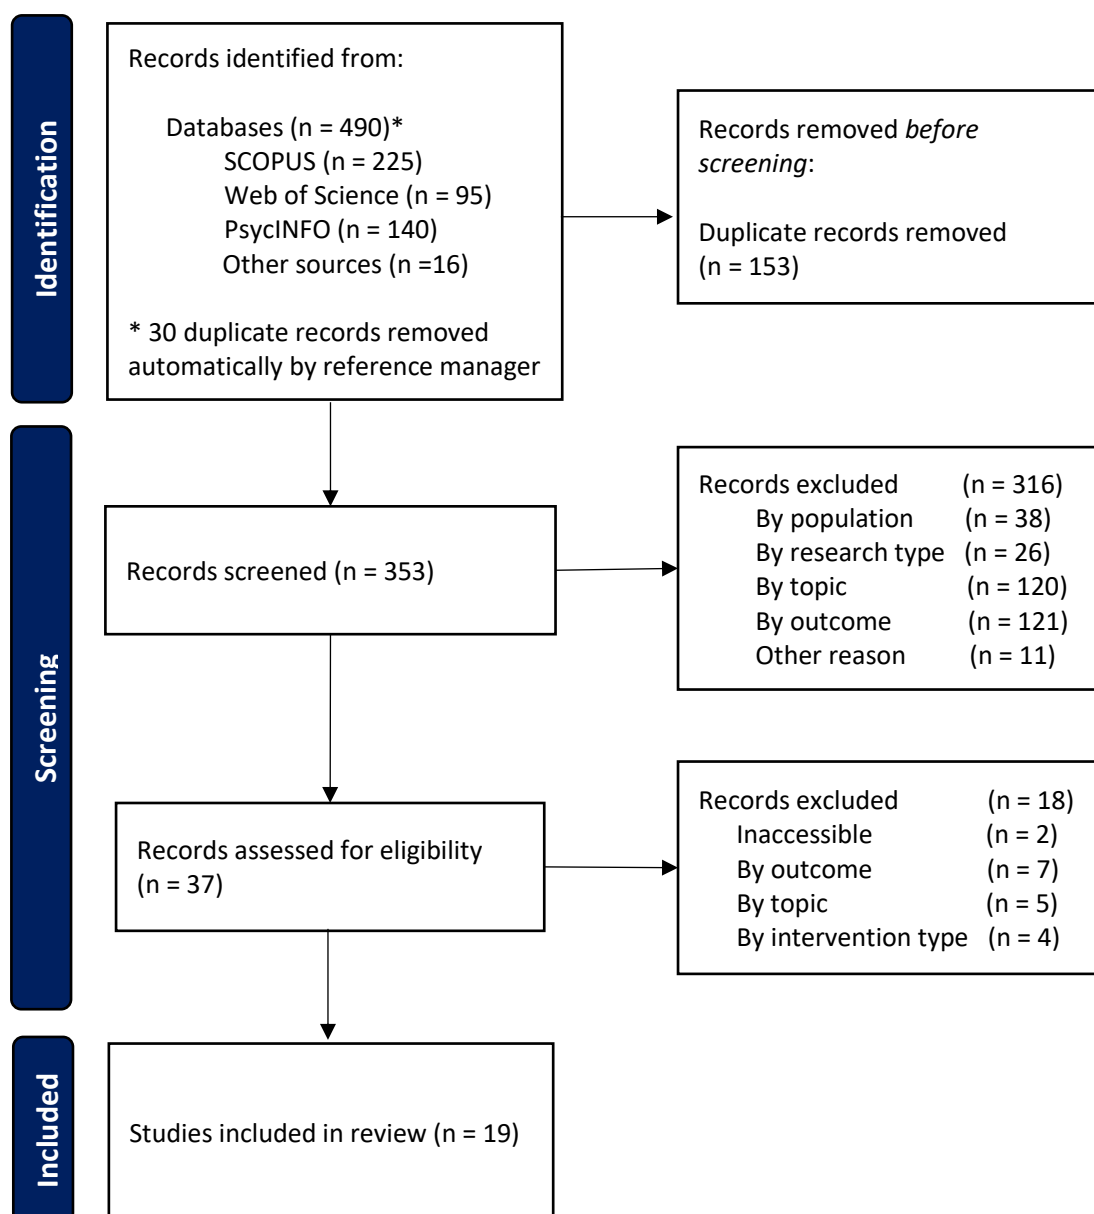 Identification
Records identified from:
Databases (n = 490)*
SCOPUS (n = 225)
Web of Science (n = 95)
PsycINFO (n = 140)
Other sources (n =16)
* 30 duplicate records removed
automatically by reference manager
Records removed before
screening:
Duplicate records removed
(n = 153)
Screening
Records screened (n = 353)
Records excluded (n = 316)
By population (n = 38)
By research type (n = 26)
By topic (n = 120)
By outcome (n = 121)
Other reason (n = 11)
Records assessed for eligibility
(n = 37)
Records excluded (n = 18)
Inaccessible (n = 2)
By outcome (n = 7)
By topic (n = 5)
By intervention type (n = 4)
Included
Studies included in review (n = 19)